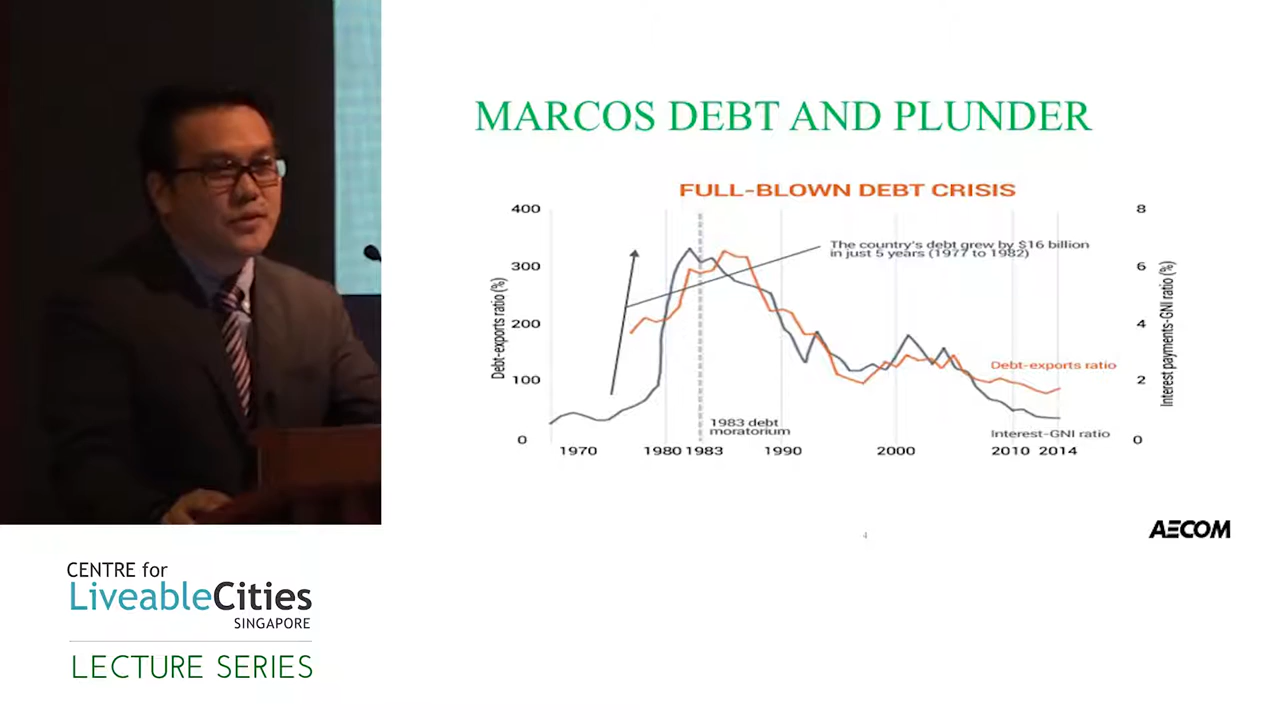 MARCOS DEBT AND PLUNDER
FULL-BLOWN DEBT CRISIS
400
300
200
100
0
Debt-exports ratio (%)
8
6
4
2
0
Interest payments-GNI ratio (%)
The country's debt grew by $16 billion
in just 5 years (1977 to 1982)
Debt-exports ratio
1983 debt
moratorium
Interest-GNI ratio
1970 1980 1983 1990 2000 2010 2014
4
AECOM
CENTRE for
LiveableCities
SINGAPORE
LECTURE SERIES